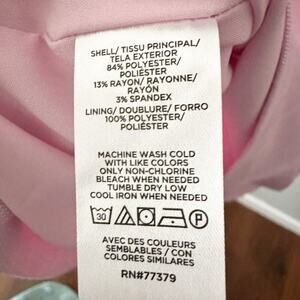 SHELL/ TISSU PRINCIPAL/
TELA EXTERIOR
84% POLYESTER/
POLIÉSTER
13% RAYON/ RAYONNE/
RAYÓN
3% SPANDEX
LINING/ DOUBLURE/ FORRO
100% POLYESTER/
POLIÉSTER
MACHINE WASH COLD
WITH LIKE COLORS
ONLY NON-CHLORINE
BLEACH WHEN NEEDED
TUMBLE DRY LOW
COOL IRON WHEN NEEDED
30 P
AVEC DES COULEURS
SEMBLABLES / CON
COLORES SIMILARES
RN#77379